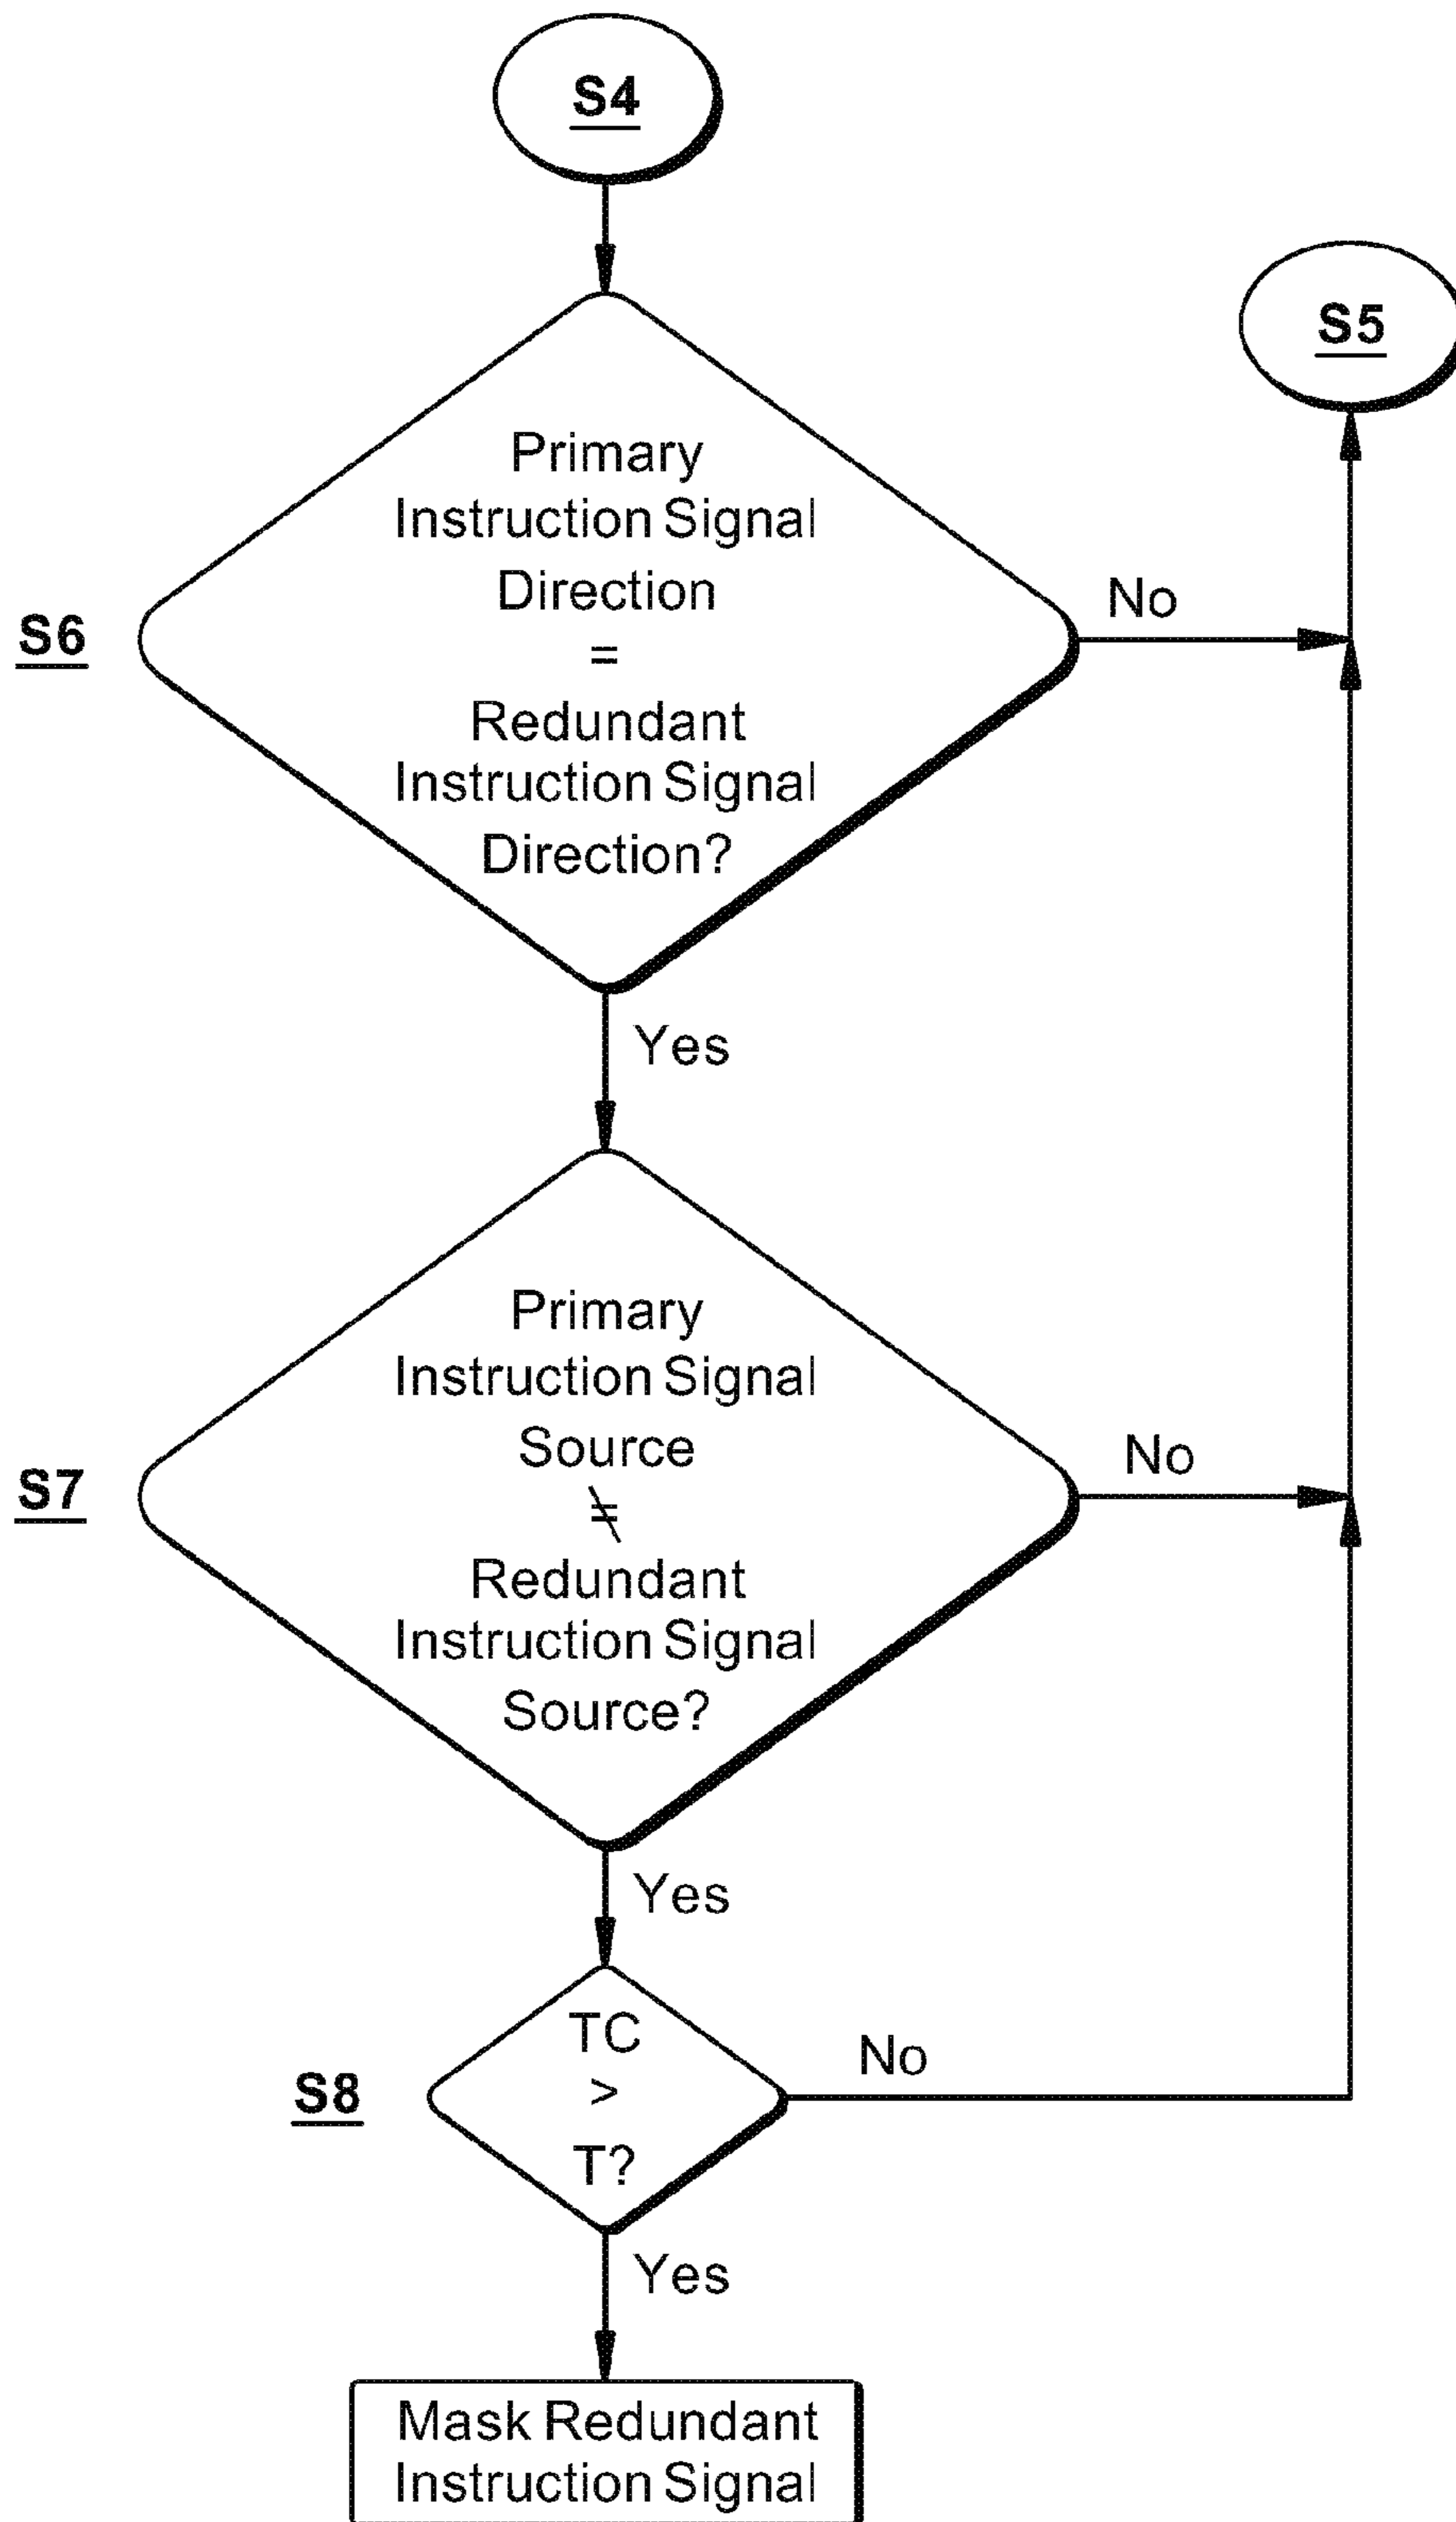 S4
S5
Primary
Instruction Signal
Direction
=
Redundant
Instruction Signal
Direction?
S6
No
Yes
Primary
Instruction Signal
Source
≠
Redundant
Instruction Signal
Source?
S7
No
Yes
TC
>
T?
S8
No
Yes
Mask Redundant
Instruction Signal